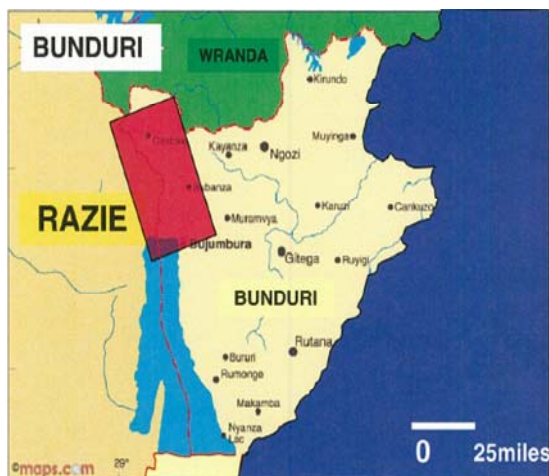 BUNDURI
WRANDA
Kirundo
Muyinga
Kayanza
Ngozi
RAZIE
Karuzi
Cankuzo
Muramvya
Bujumbura
Gitega
Ruyigi
BUNDURI
Rutana
Bururi
Rumonge
Makamba
Nyanza
Lac
©maps.com
29°
0 25miles